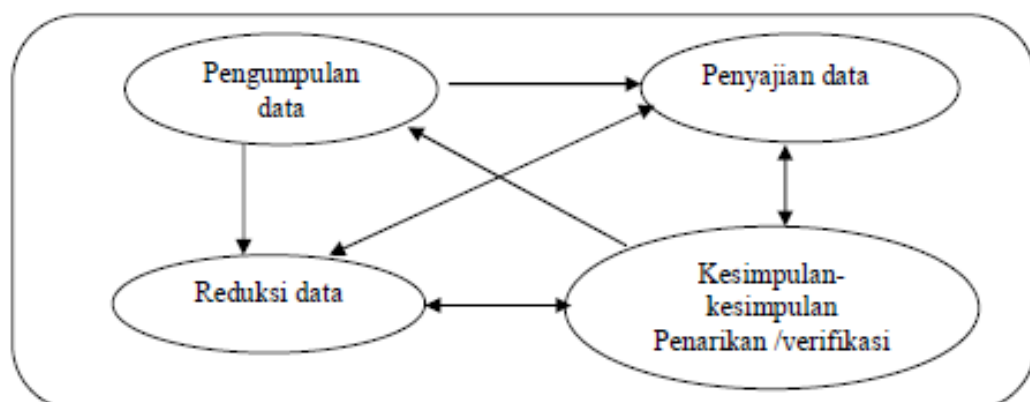 Pengumpulan
data
Penyajian data
Reduksi data
Kesimpulan-
kesimpulan
Penarikan /verifikasi